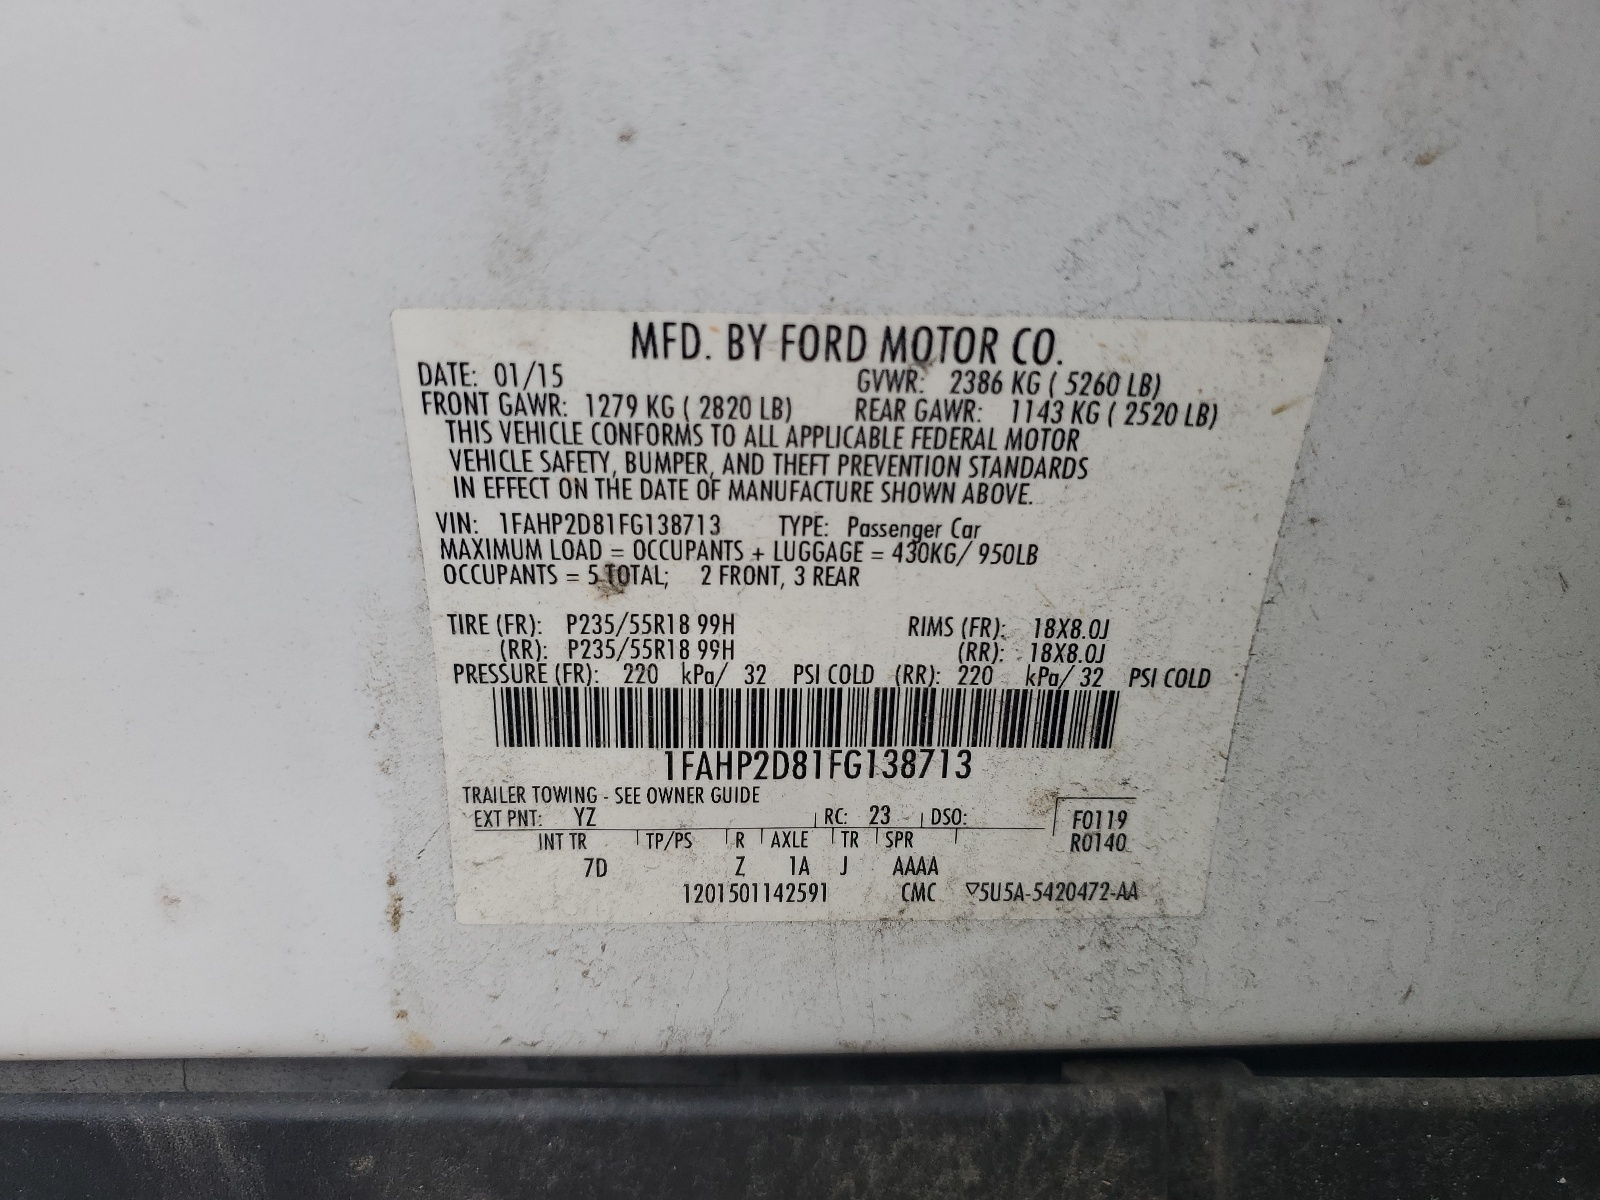 MFD. BY FORD MOTOR CO.
DATE: 01/15 GVWR: 2386 KG ( 5260 LB)
FRONT GAWR: 1279 KG ( 2820 LB) REAR GAWR: 1143 KG ( 2520 LB)
THIS VEHICLE CONFORMS TO ALL APPLICABLE FEDERAL MOTOR
VEHICLE SAFETY, BUMPER, AND THEFT PREVENTION STANDARDS
IN EFFECT ON THE DATE OF MANUFACTURE SHOWN ABOVE.
VIN: 1FAHP2D81FG138713 TYPE: Passenger Car
MAXIMUM LOAD = OCCUPANTS + LUGGAGE = 430KG/ 950LB
OCCUPANTS = 5 TOTAL; 2 FRONT, 3 REAR
TIRE (FR): P235/55R18 99H RIMS (FR): 18X8.0J
(RR): P235/55R18 99H (RR): 18X8.0J
PRESSURE (FR): 220 kPa/ 32 PSI COLD (RR): 220 kPa/ 32 PSI COLD
1FAHP2D81FG138713
TRAILER TOWING - SEE OWNER GUIDE
EXT PNT: YZ RC: 23 DSO: F0119
INT TR TP/PS R AXLE TR SPR R0140
7D Z 1A J AAAA
1201501142591 CMC ▽5U5A-5420472-AA